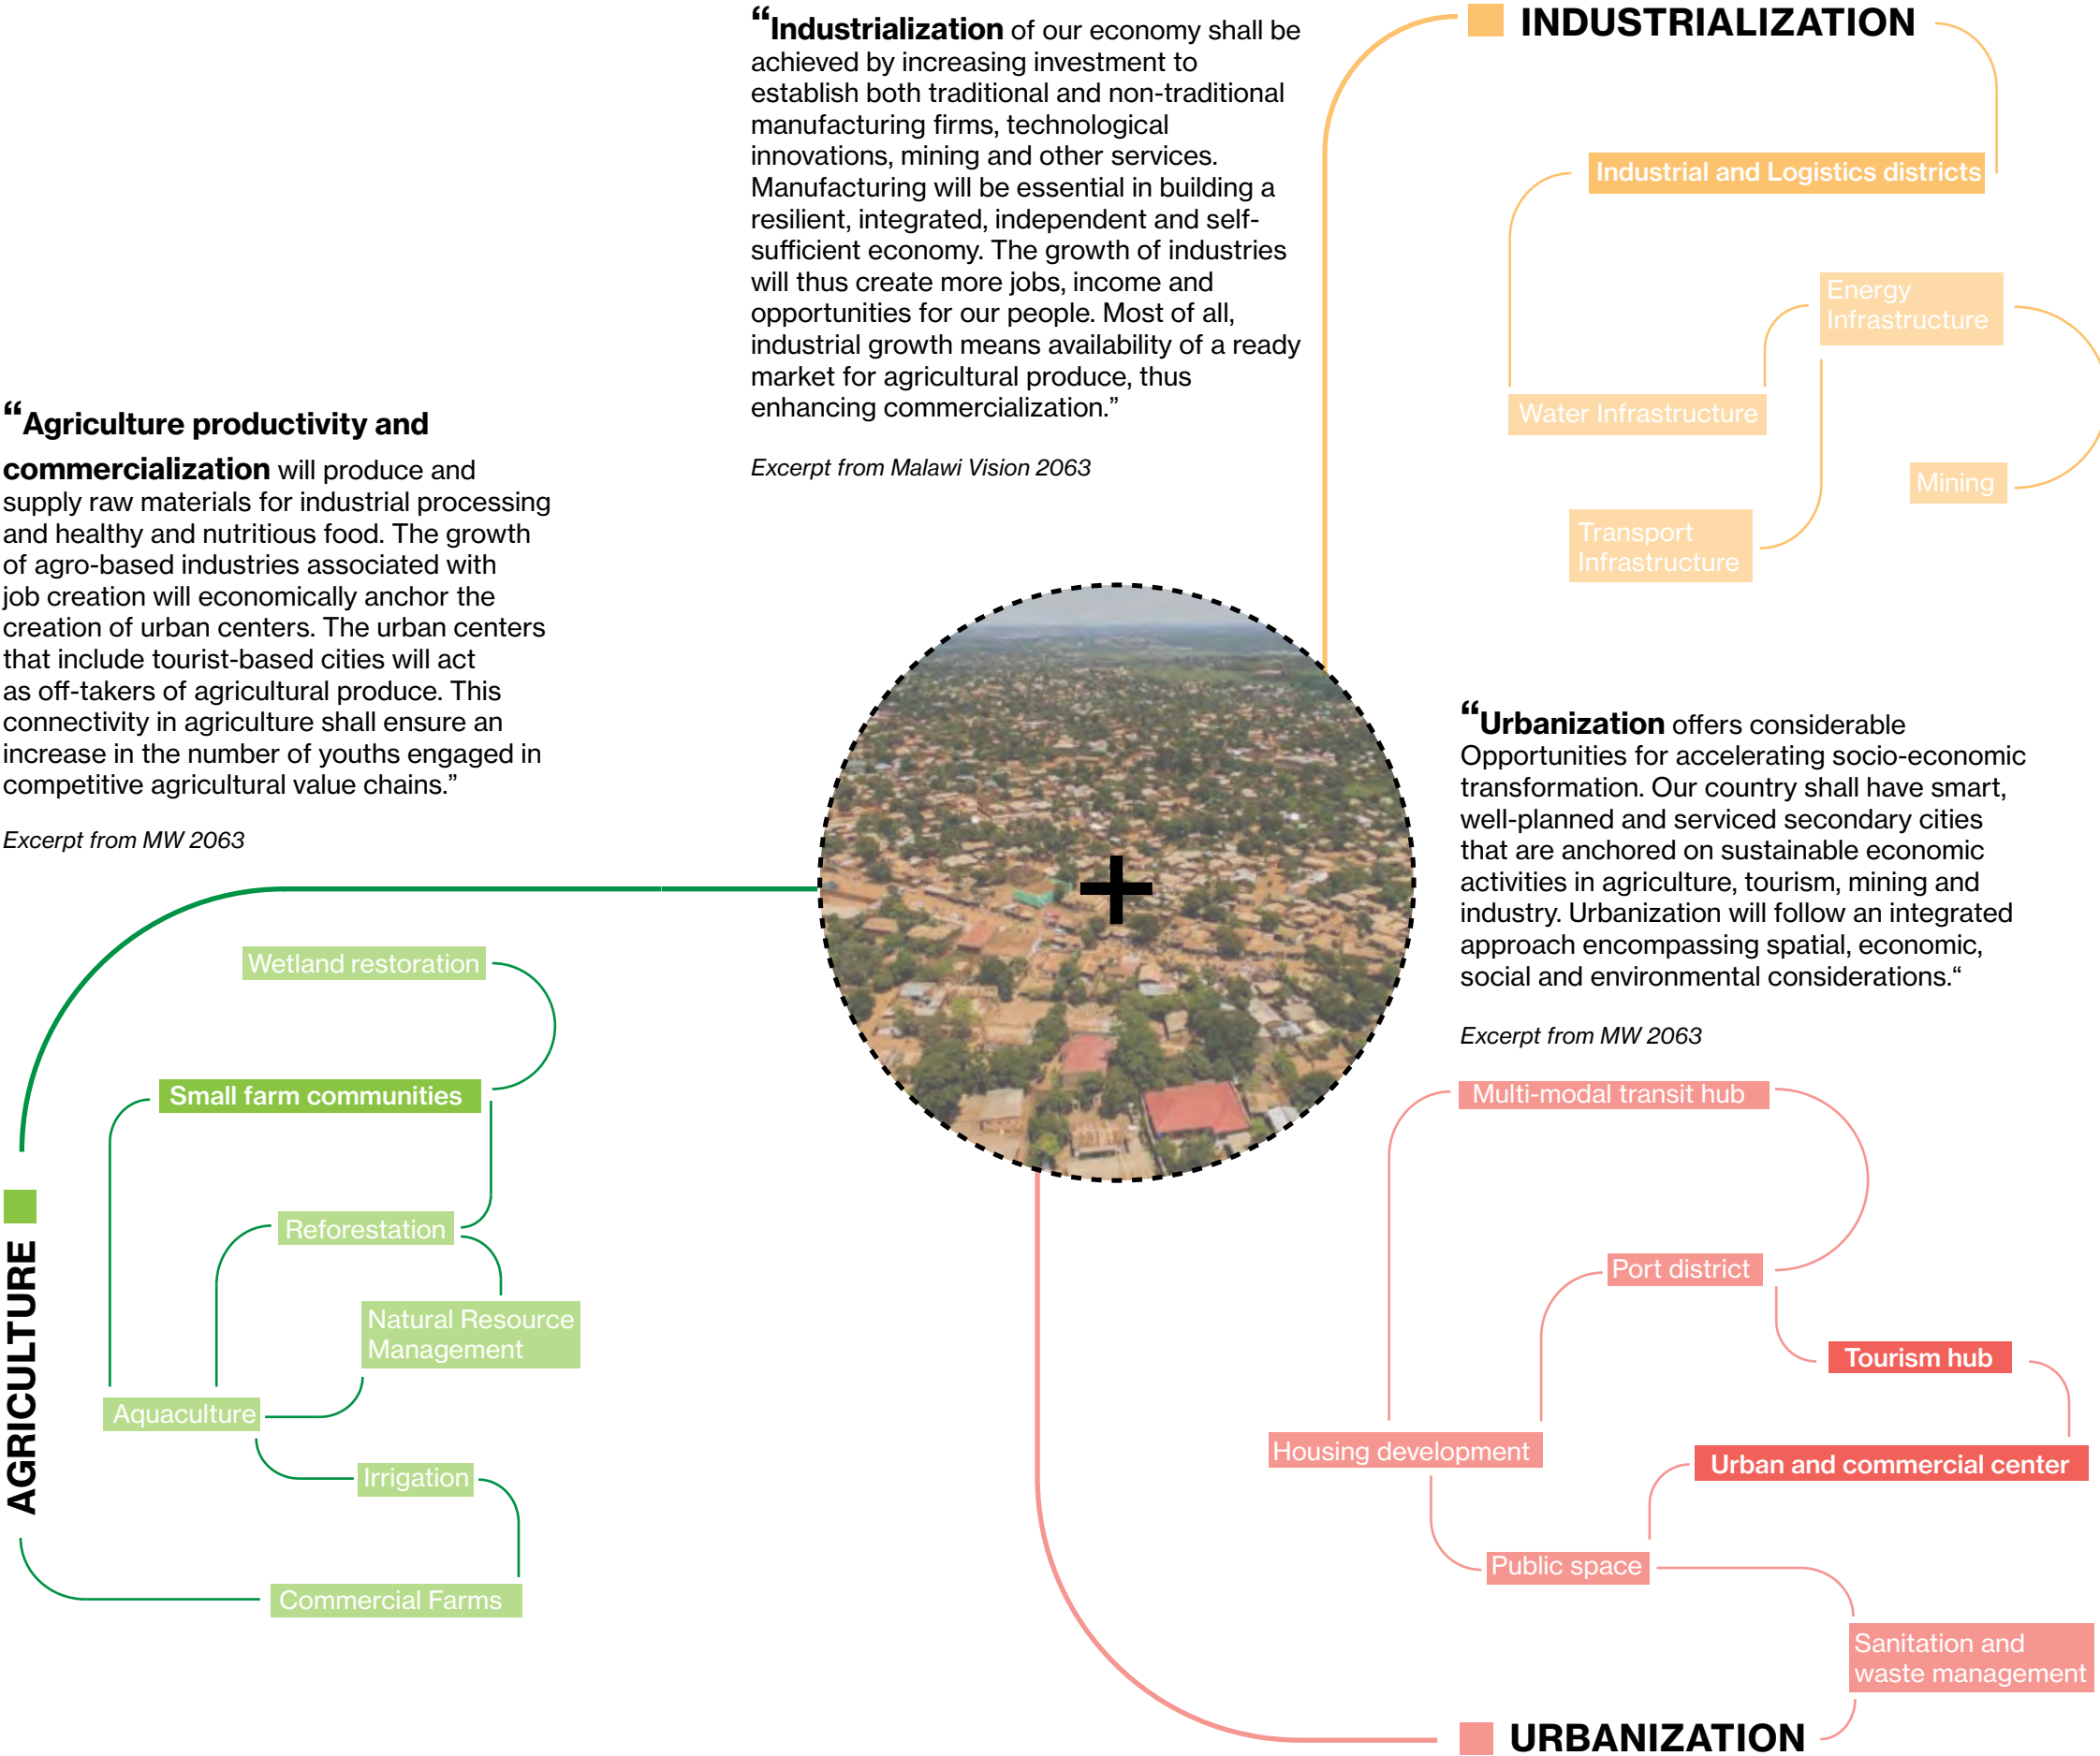 “Industrialization of our economy shall be
achieved by increasing investment to
establish both traditional and non-traditional
manufacturing firms, technological
innovations, mining and other services.
Manufacturing will be essential in building a
resilient, integrated, independent and self-
sufficient economy. The growth of industries
will thus create more jobs, income and
opportunities for our people. Most of all,
industrial growth means availability of a ready
market for agricultural produce, thus
enhancing commercialization.”
Excerpt from Malawi Vision 2063
INDUSTRIALIZATION
Industrial and Logistics districts
Energy
Infrastructure
Water Infrastructure
Mining
Transport
Infrastructure
“Agriculture productivity and
commercialization will produce and
supply raw materials for industrial processing
and healthy and nutritious food. The growth
of agro-based industries associated with
job creation will economically anchor the
creation of urban centers. The urban centers
that include tourist-based cities will act
as off-takers of agricultural produce. This
connectivity in agriculture shall ensure an
increase in the number of youths engaged in
competitive agricultural value chains.”
Excerpt from MW 2063
AGRICULTURE
Wetland restoration
Small farm communities
Reforestation
Natural Resource
Management
Aquaculture
Irrigation
Commercial Farms
“Urbanization offers considerable
Opportunities for accelerating socio-economic
transformation. Our country shall have smart,
well-planned and serviced secondary cities
that are anchored on sustainable economic
activities in agriculture, tourism, mining and
industry. Urbanization will follow an integrated
approach encompassing spatial, economic,
social and environmental considerations.“
Excerpt from MW 2063
Multi-modal transit hub
Port district
Tourism hub
Housing development
Urban and commercial center
Public space
Sanitation and
waste management
URBANIZATION